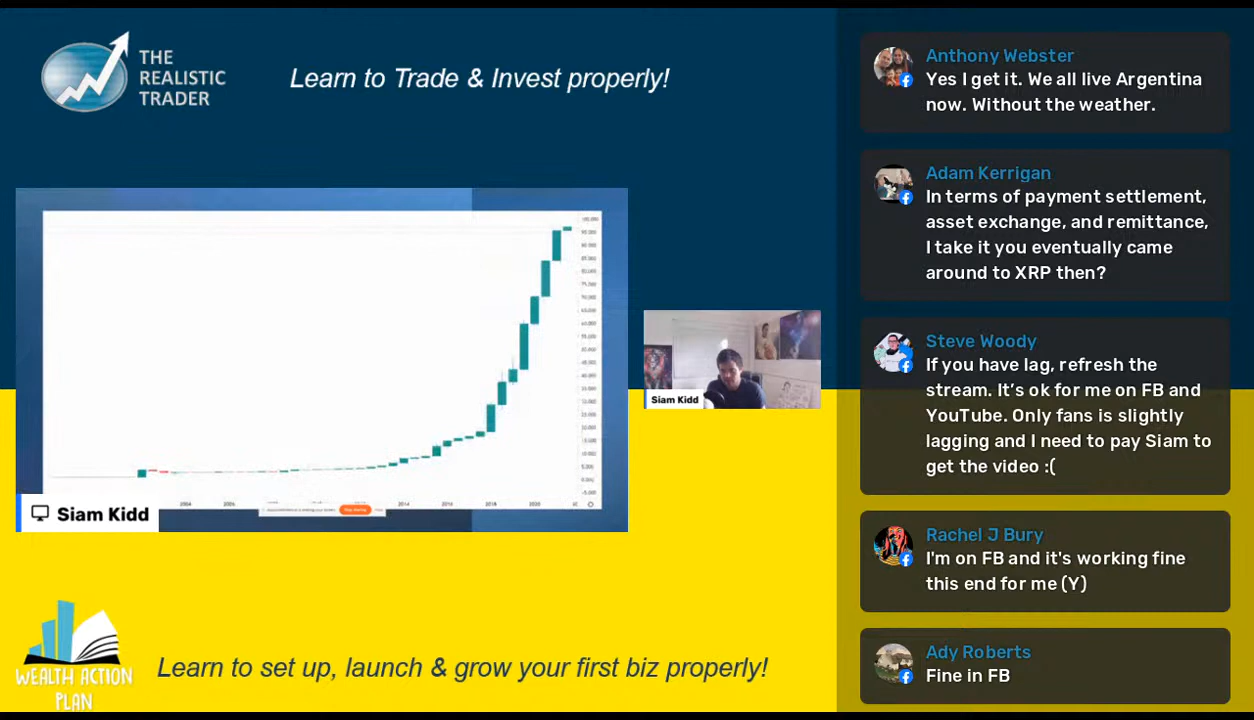 THE
REALISTIC
TRADER
Learn to Trade & Invest properly!
2014
2016
2018
2020
Siam Kidd
Siam Kidd
WEALTH ACTION
PLAN
Learn to set up, launch & grow your first biz properly!
Anthony Webster
Yes I get it. We all live Argentina
now. Without the weather.
Adam Kerrigan
In terms of payment settlement,
asset exchange, and remittance,
I take it you eventually came
around to XRP then?
Steve Woody
If you have lag, refresh the
stream. It’s ok for me on FB and
YouTube. Only fans is slightly
lagging and I need to pay Siam to
get the video :(
Rachel J Bury
I'm on FB and it's working fine
this end for me (Y)
Ady Roberts
Fine in FB